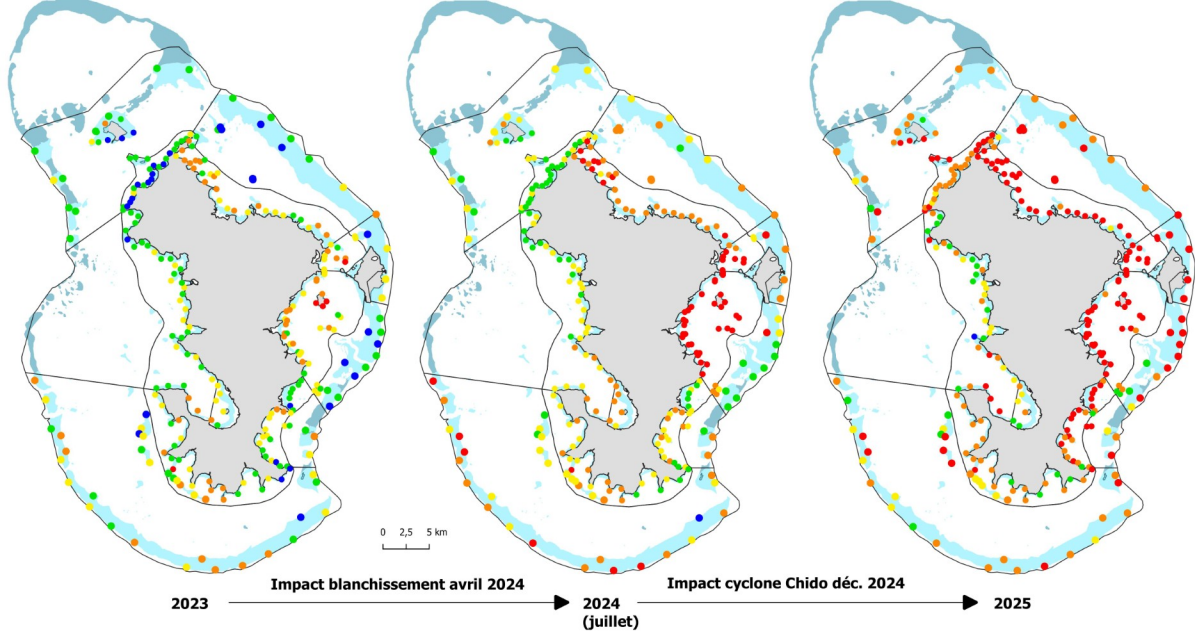 0 2,5 5 km
Impact blanchissement avril 2024
Impact cyclone Chido déc. 2024
2023
2024
(juillet)
2025